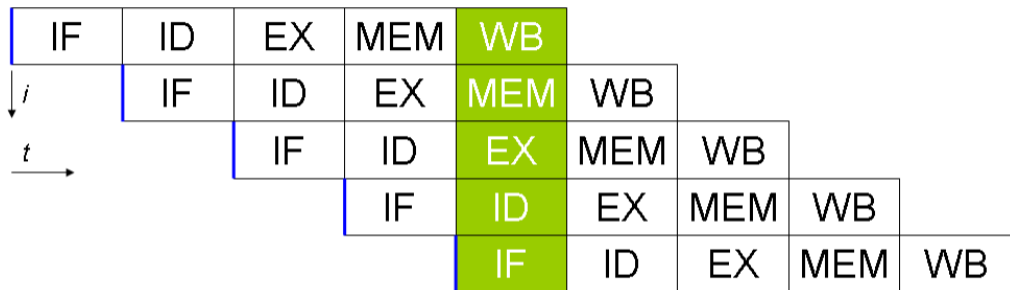 IF ID EX MEM WB
i IF ID EX MEM WB
t IF ID EX MEM WB
IF ID EX MEM WB
IF ID EX MEM WB